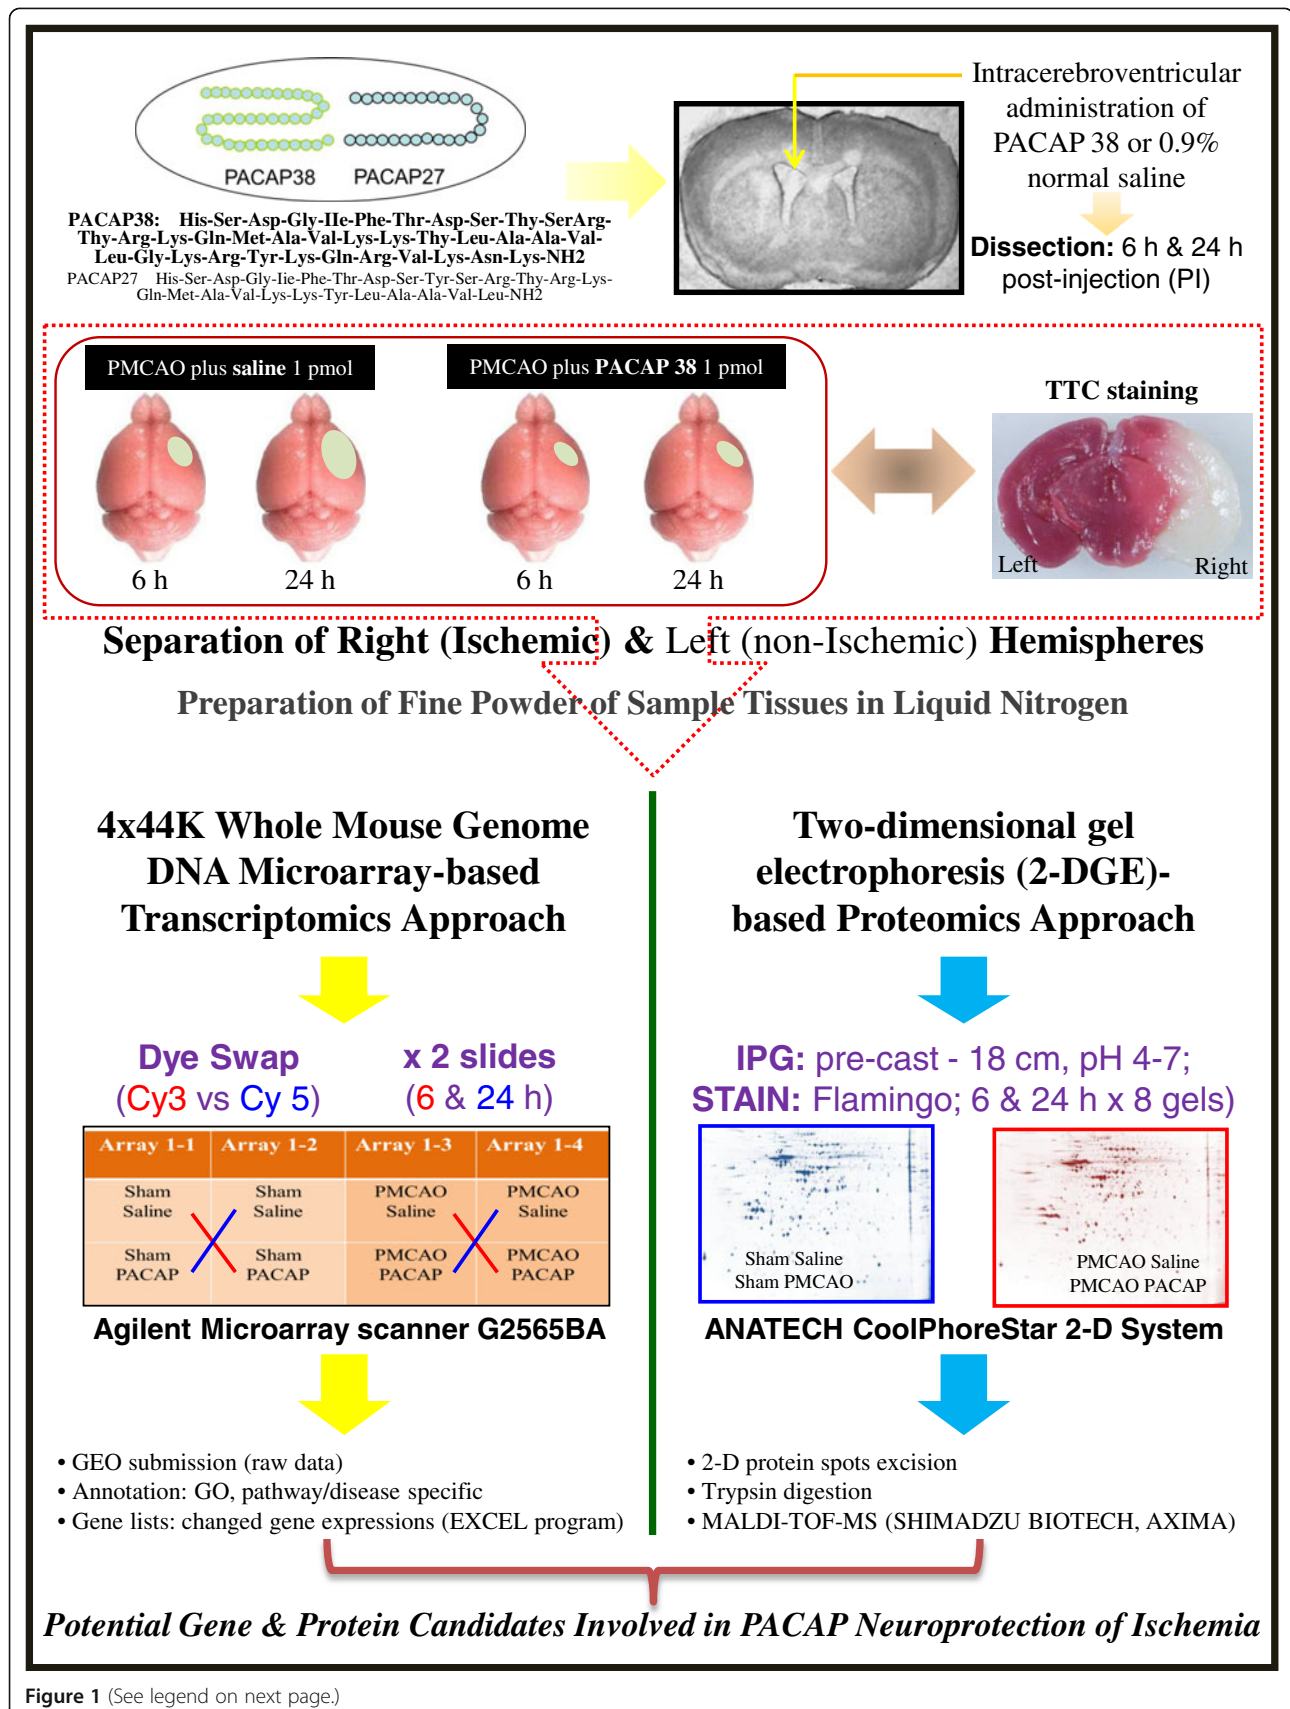 PACAP38 PACAP27
PACAP38: His-Ser-Asp-Gly-IIe-Phe-Thr-Asp-Ser-Thy-SerArg-
Thy-Arg-Lys-Gln-Met-Ala-Val-Lys-Lys-Thy-Leu-Ala-Ala-Val-
Leu-Gly-Lys-Arg-Tyr-Lys-Gln-Arg-Val-Lys-Asn-Lys-NH2
PACAP27 His-Ser-Asp-Gly-Iie-Phe-Thr-Asp-Ser-Tyr-Ser-Arg-Thy-Arg-Lys-
Gln-Met-Ala-Val-Lys-Lys-Tyr-Leu-Ala-Ala-Val-Leu-NH2
Intracerebroventricular
administration of
PACAP 38 or 0.9%
normal saline
Dissection: 6 h & 24 h
post-injection (PI)
PMCAO plus saline 1 pmol
PMCAO plus PACAP 38 1 pmol
6 h
24 h
6 h
24 h
TTC staining
Left
Right
Separation of Right (Ischemic) & Left (non-Ischemic) Hemispheres
Preparation of Fine Powder of Sample Tissues in Liquid Nitrogen
4x44K Whole Mouse Genome
DNA Microarray-based
Transcriptomics Approach
Dye Swap
(Cy3 vs Cy 5)
x 2 slides
(6 & 24 h)
Array 1-1 Array 1-2 Array 1-3 Array 1-4
Sham Sham PMCAO PMCAO
Saline Saline Saline Saline
Sham Sham PMCAO PMCAO
PACAP PACAP PACAP PACAP
Agilent Microarray scanner G2565BA
• GEO submission (raw data)
• Annotation: GO, pathway/disease specific
• Gene lists: changed gene expressions (EXCEL program)
Two-dimensional gel
electrophoresis (2-DGE)-
based Proteomics Approach
IPG: pre-cast - 18 cm, pH 4-7;
STAIN: Flamingo; 6 & 24 h x 8 gels)
Sham Saline
Sham PMCAO
PMCAO Saline
PMCAO PACAP
ANATECH CoolPhoreStar 2-D System
• 2-D protein spots excision
• Trypsin digestion
• MALDI-TOF-MS (SHIMADZU BIOTECH, AXIMA)
Potential Gene & Protein Candidates Involved in PACAP Neuroprotection of Ischemia
Figure 1 (See legend on next page.)